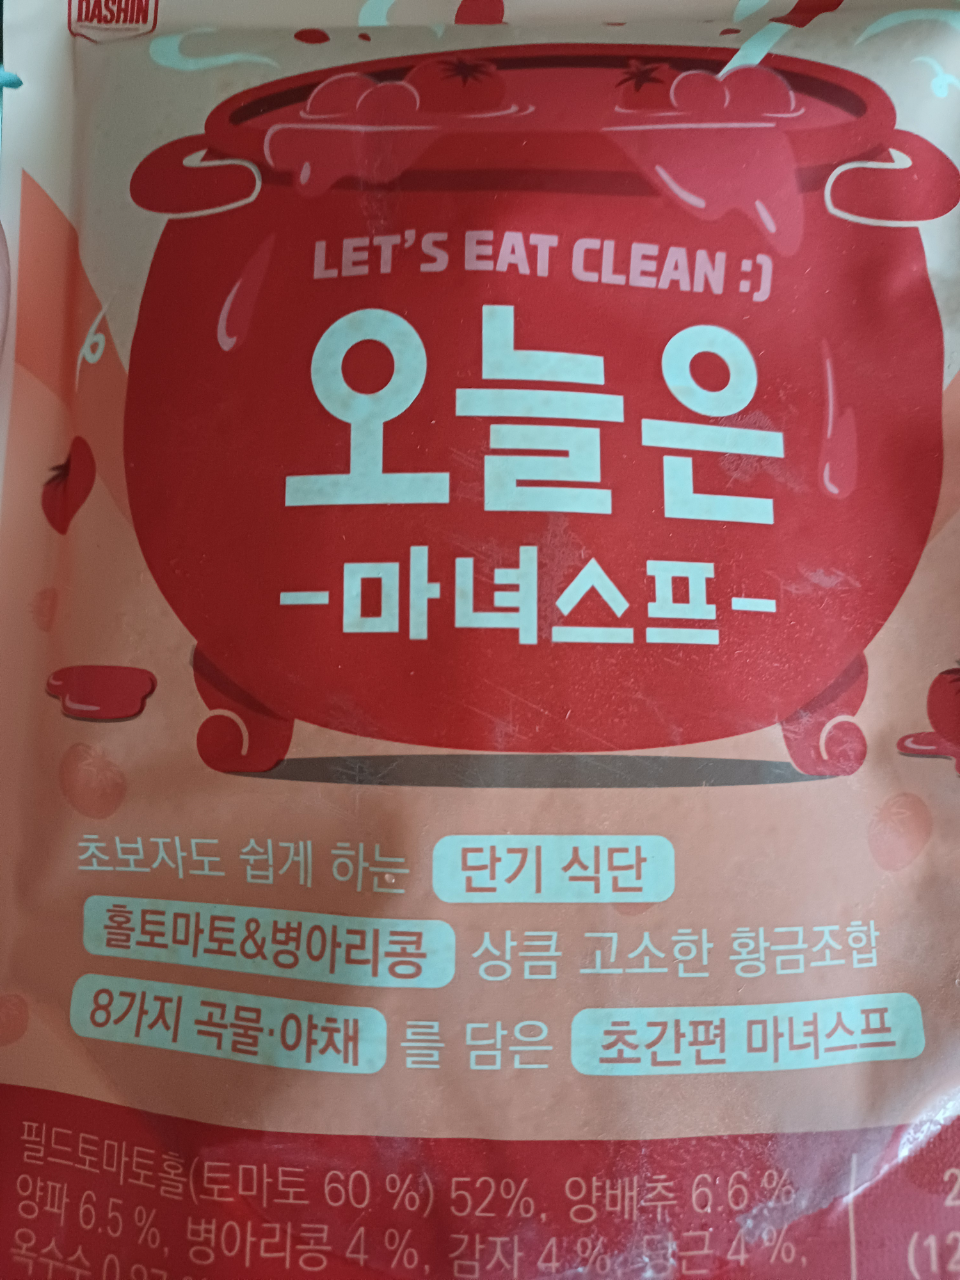 DASHIN
LET'S EAT CLEAN :)
오늘은
-마녀스프-
초보자도 쉽게 하는 단기 식단
홀토마토&병아리콩 상큼 고소한 황금조합
8가지 곡물·야채 를 담은 초간편 마녀스프
필드토마토홀(토마토 60 %) 52%, 양배추 6.6 %,
양파 6.5 %, 병아리콩 4 %, 감자 4 %, 당근 4 %,
옥수수
(12